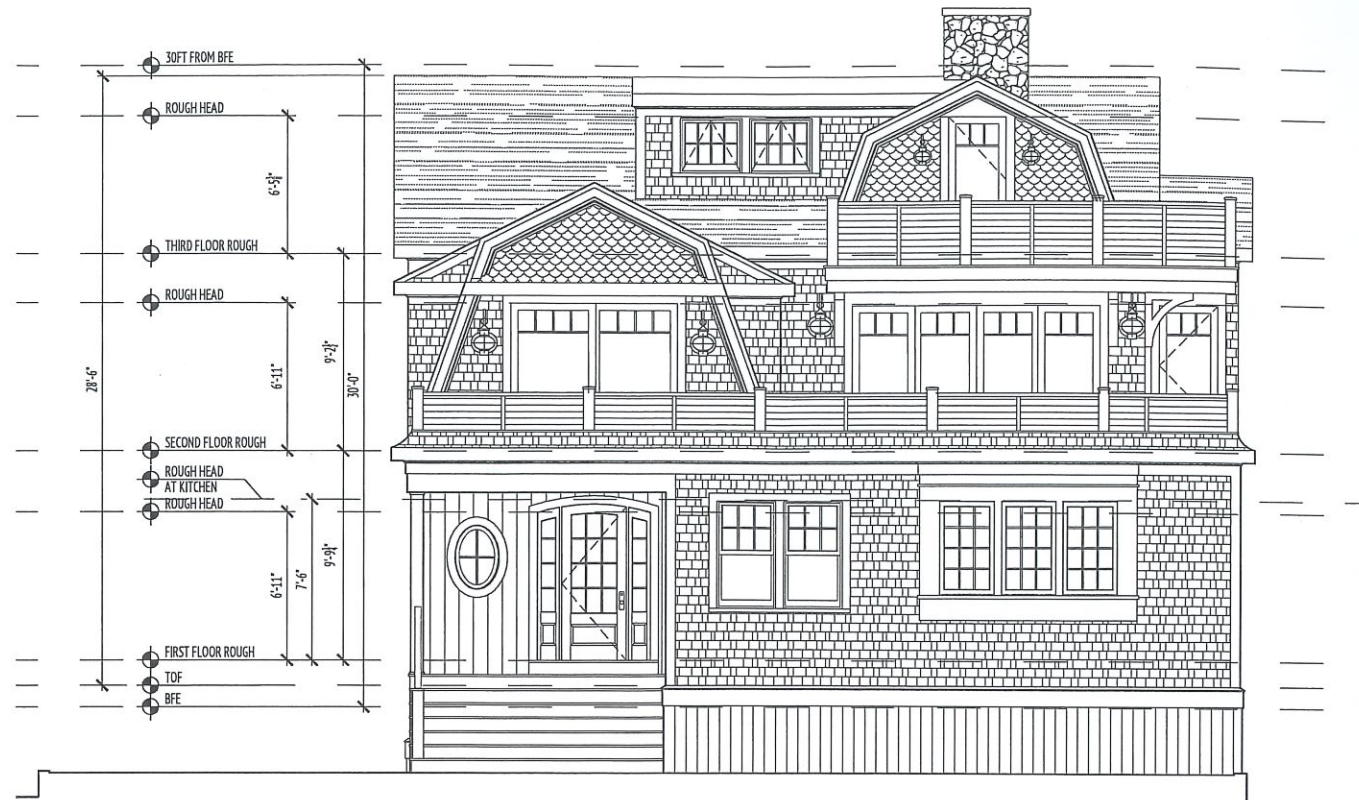 30FT FROM BFE
ROUGH HEAD
6'-5⅜"
THIRD FLOOR ROUGH
ROUGH HEAD
28'-6"
6'-11"
9'-2¾"
30'-0"
SECOND FLOOR ROUGH
ROUGH HEAD
AT KITCHEN
ROUGH HEAD
6'-11"
7'-6"
9'-9¾"
FIRST FLOOR ROUGH
TOF
BFE